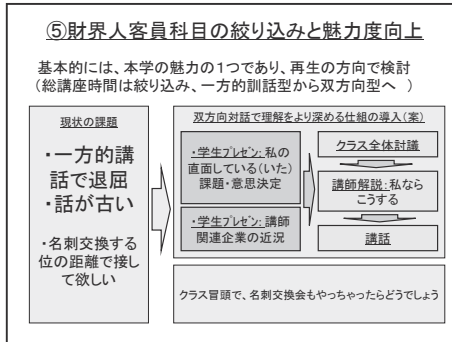 ⑤財界人客員科目の絞り込みと魅力度向上
基本的には、本学の魅力の1つであり、再生の方向で検討
(総講座時間は絞り込み、一方的訓話型から双方向型へ )
現状の課題
・一方的講
話で退屈
・話が古い
・名刺交換する
位の距離で接し
て欲しい
双方向対話で理解をより深める仕組の導入(案)
・学生プレゼン:私の
直面している(いた)
課題・意思決定
・学生プレゼン:講師
関連企業の近況
クラス全体討議
講師解説:私なら
こうする
講話
クラス冒頭で、名刺交換会もやっちゃったらどうでしょう